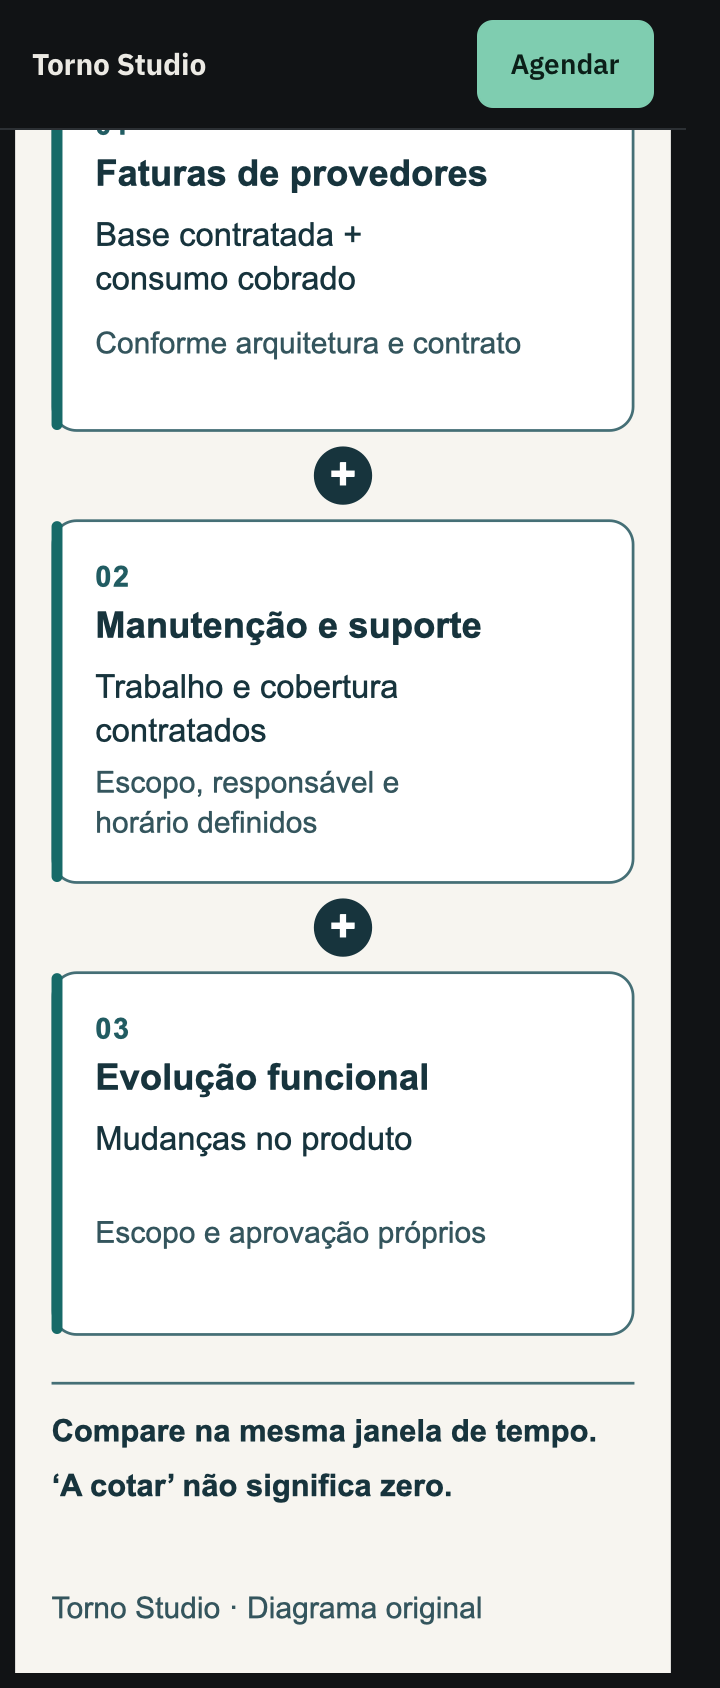 Torno Studio
Agendar
Faturas de provedores
Base contratada +
consumo cobrado
Conforme arquitetura e contrato
+
02
Manutenção e suporte
Trabalho e cobertura
contratados
Escopo, responsável e
horário definidos
+
03
Evolução funcional
Mudanças no produto
Escopo e aprovação próprios
Compare na mesma janela de tempo.
‘A cotar’ não significa zero.
Torno Studio · Diagrama original